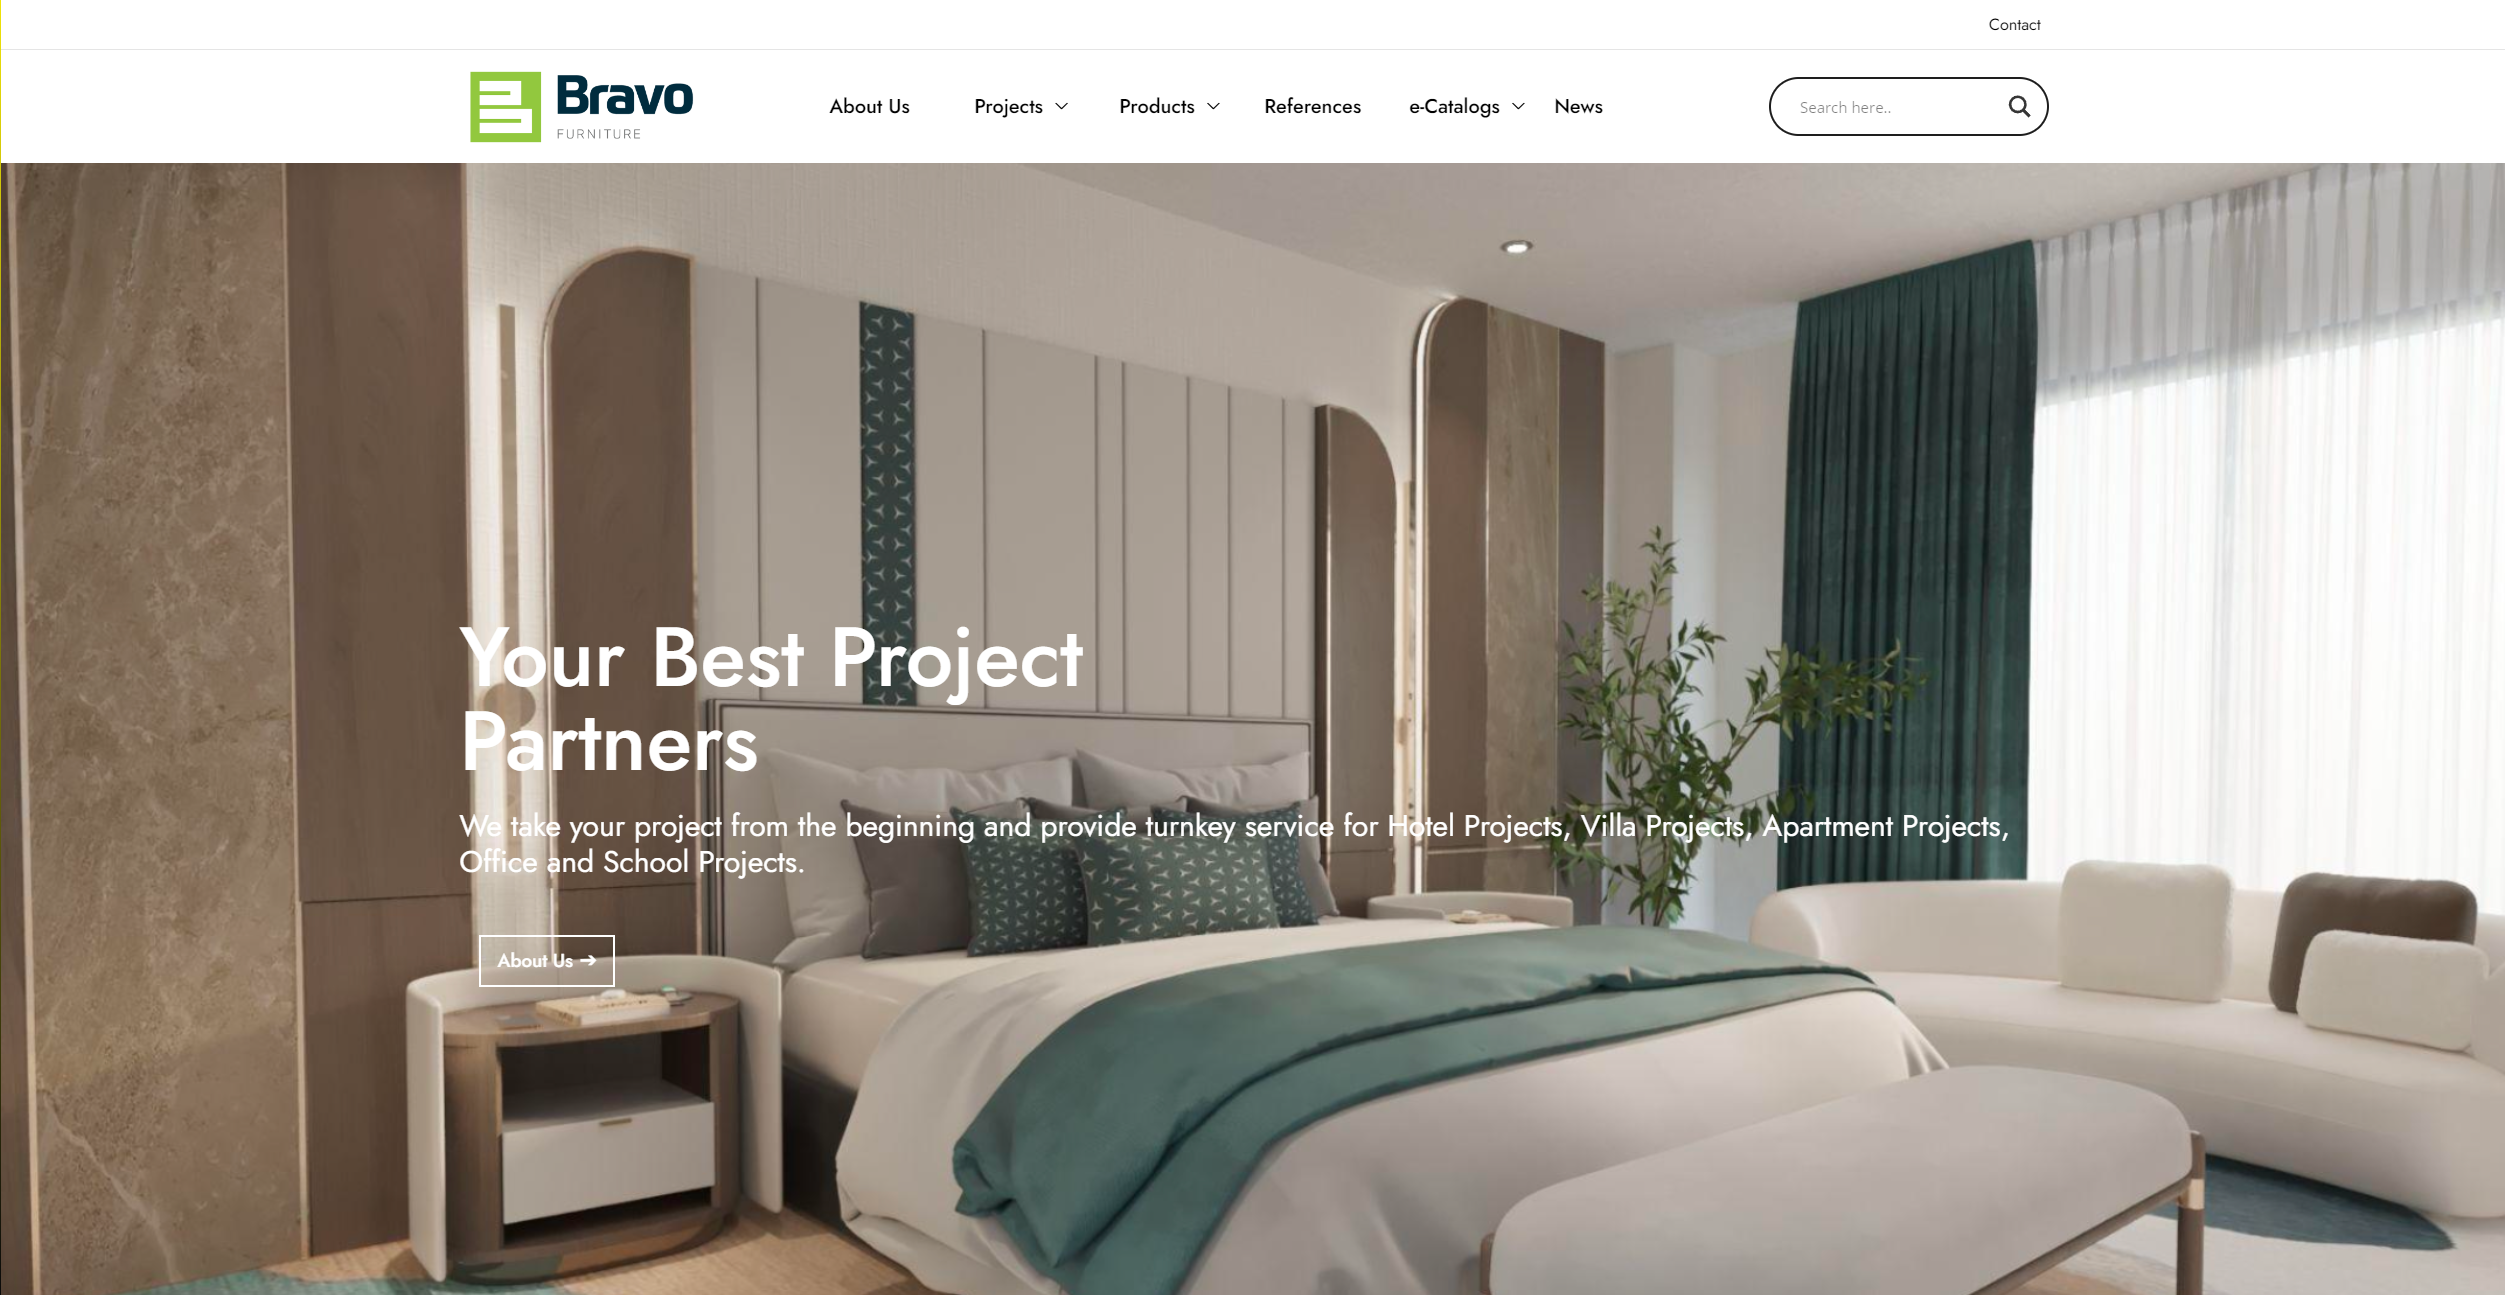 Contact
Bravo
FURNITURE
About Us
Projects
Products
References
e-Catalogs
News
Search here..
Your Best Project
Partners
We take your project from the beginning and provide turnkey service for Hotel Projects, Villa Projects, Apartment Projects,
Office and School Projects.
About Us ➔